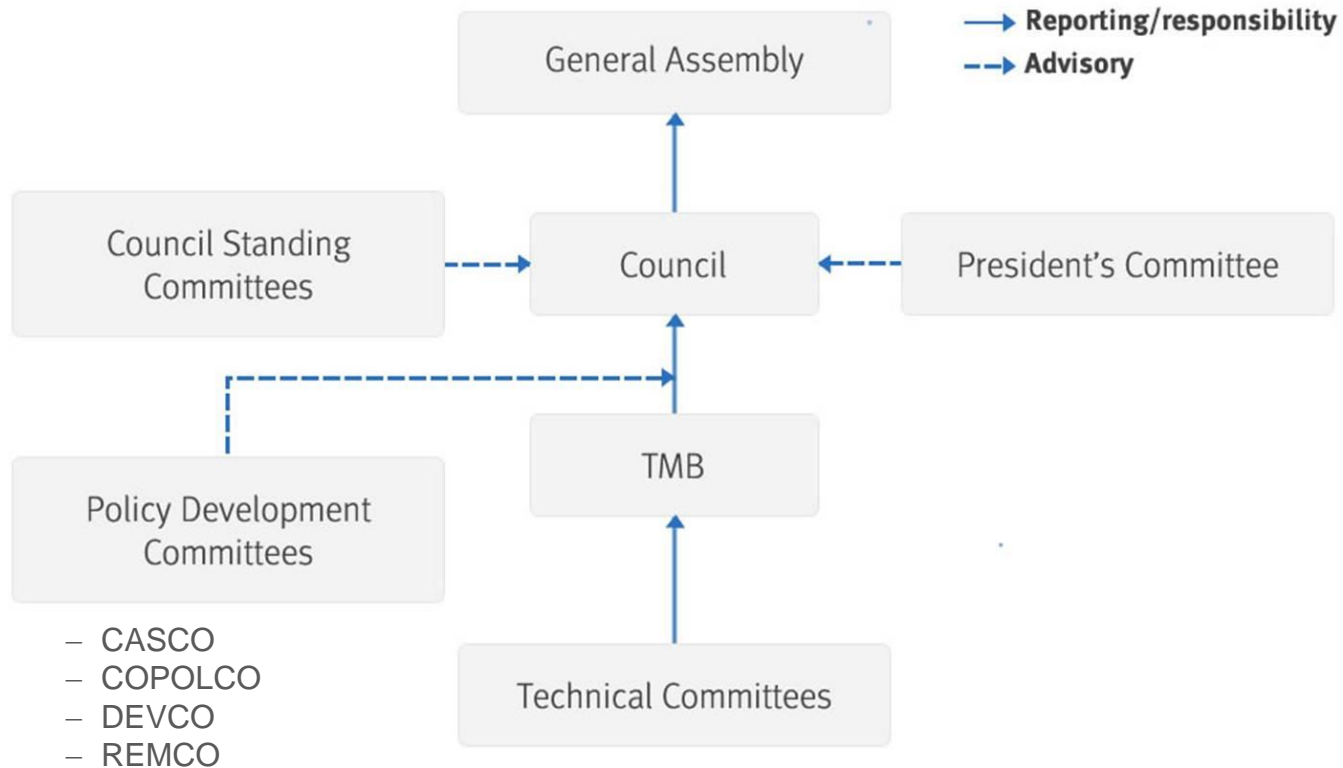 General Assembly
Reporting/responsibility
Advisory
Council Standing
Committees
Council
President's Committee
Policy Development
Committees
TMB
– CASCO
– COPOLCO
– DEVCO
– REMCO
Technical Committees